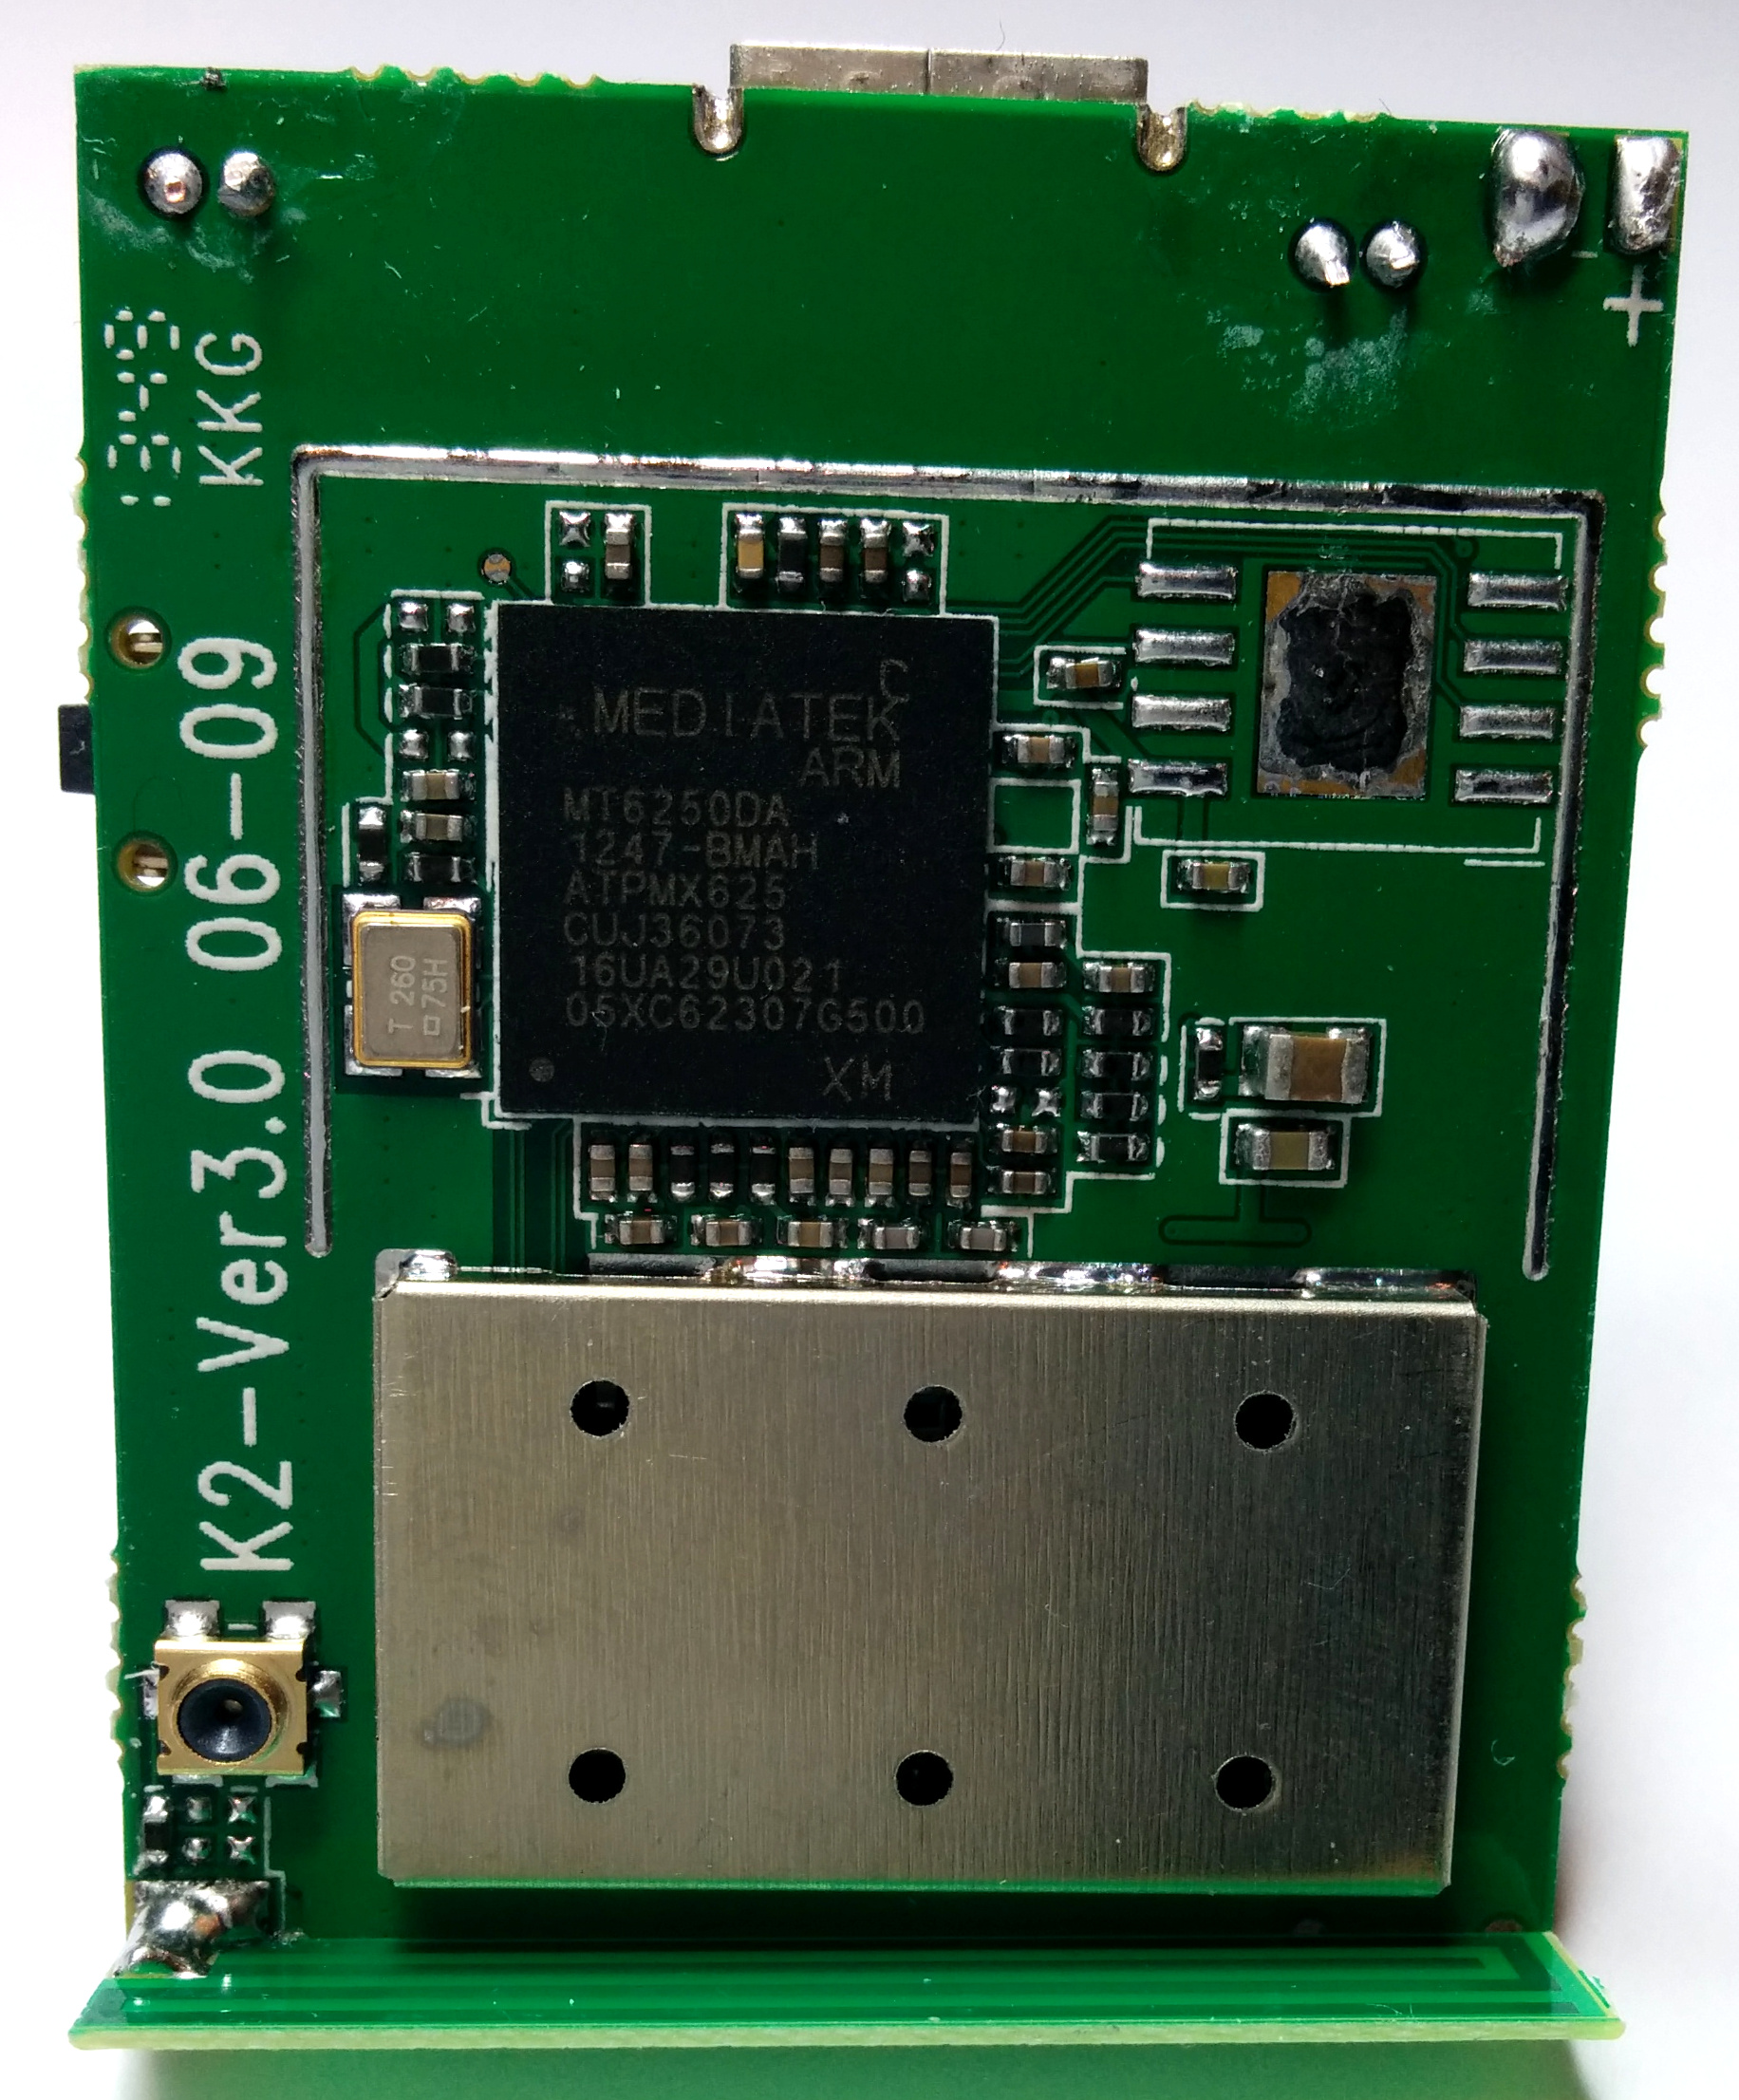 KKG
K2-Ver3.0 06-09
+
C
MEDIATEK
ARM
MT6250DA
1247-BMAH
ATPMX625
CUJ36073
16UA29U021
05XC62307G500
XM
T 260
75H